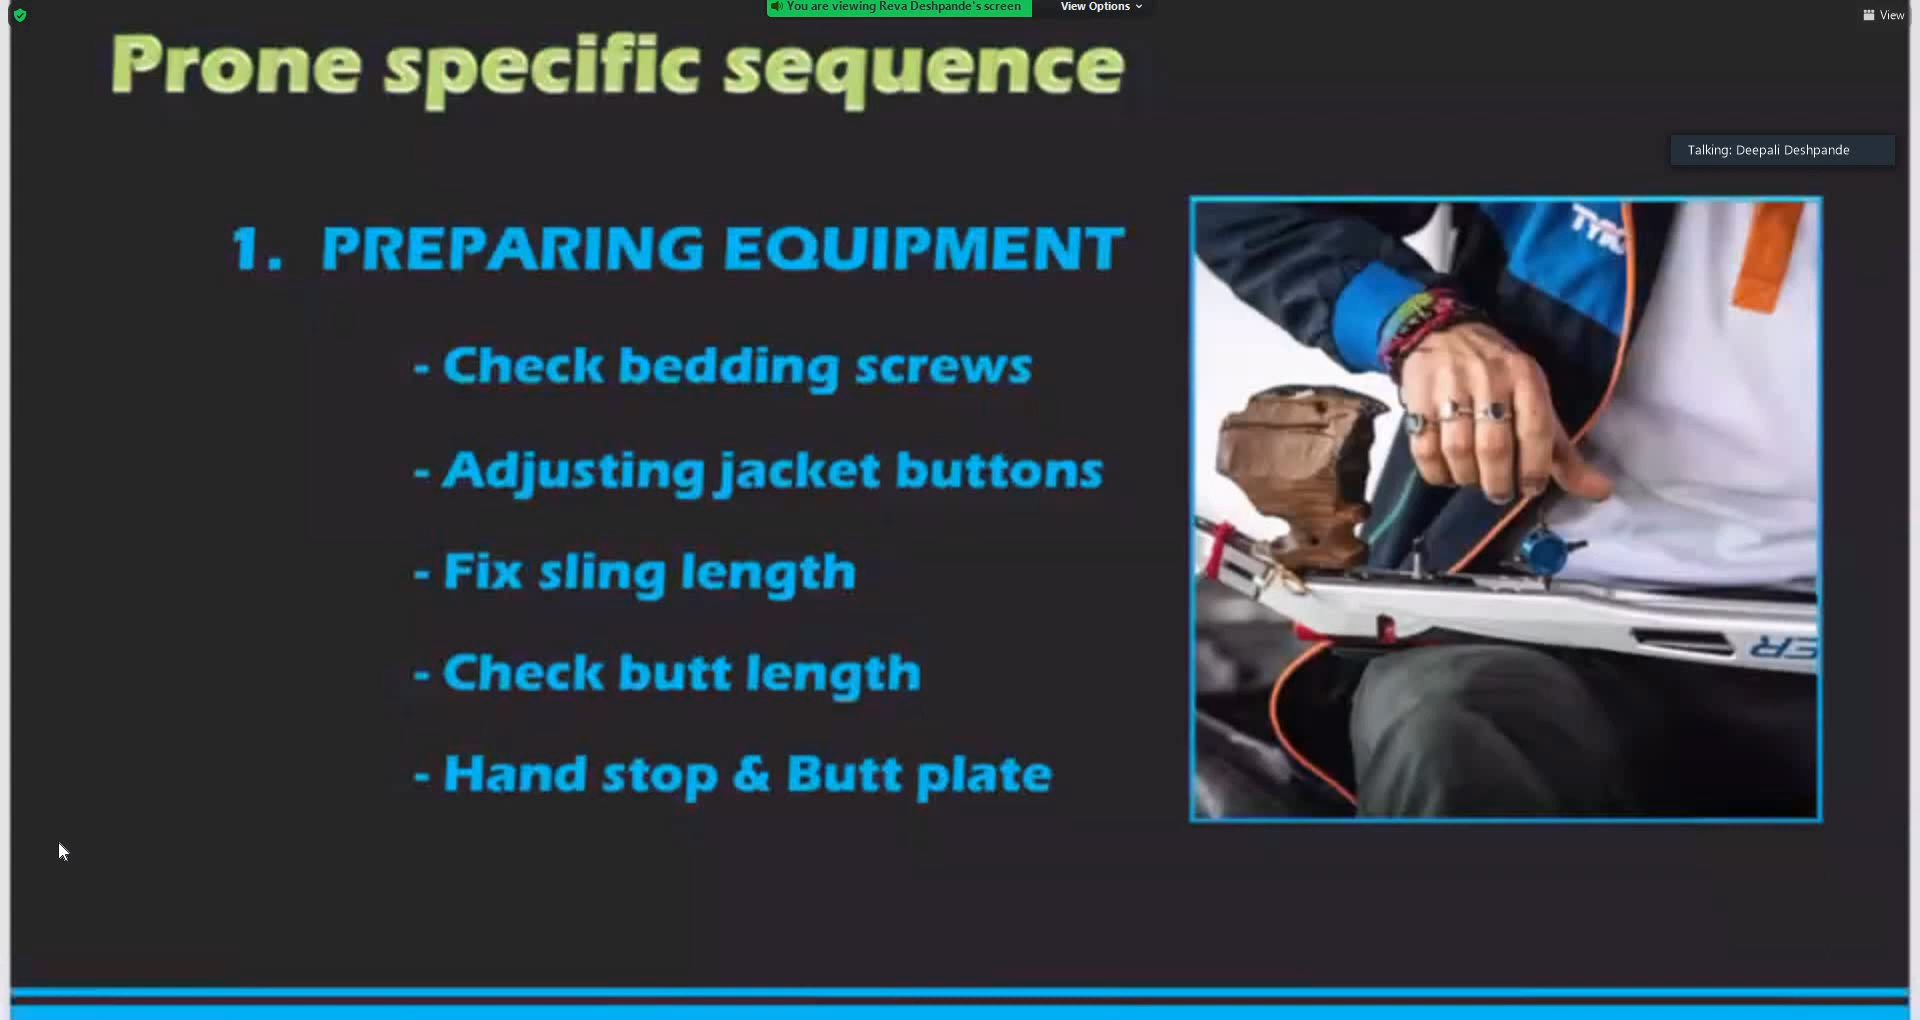 You are viewing Reva Deshpande's screen
View Options
View
Prone specific sequence
Talking: Deepali Deshpande
1. PREPARING EQUIPMENT
- Check bedding screws
- Adjusting jacket buttons
- Fix sling length
- Check butt length
- Hand stop & Butt plate